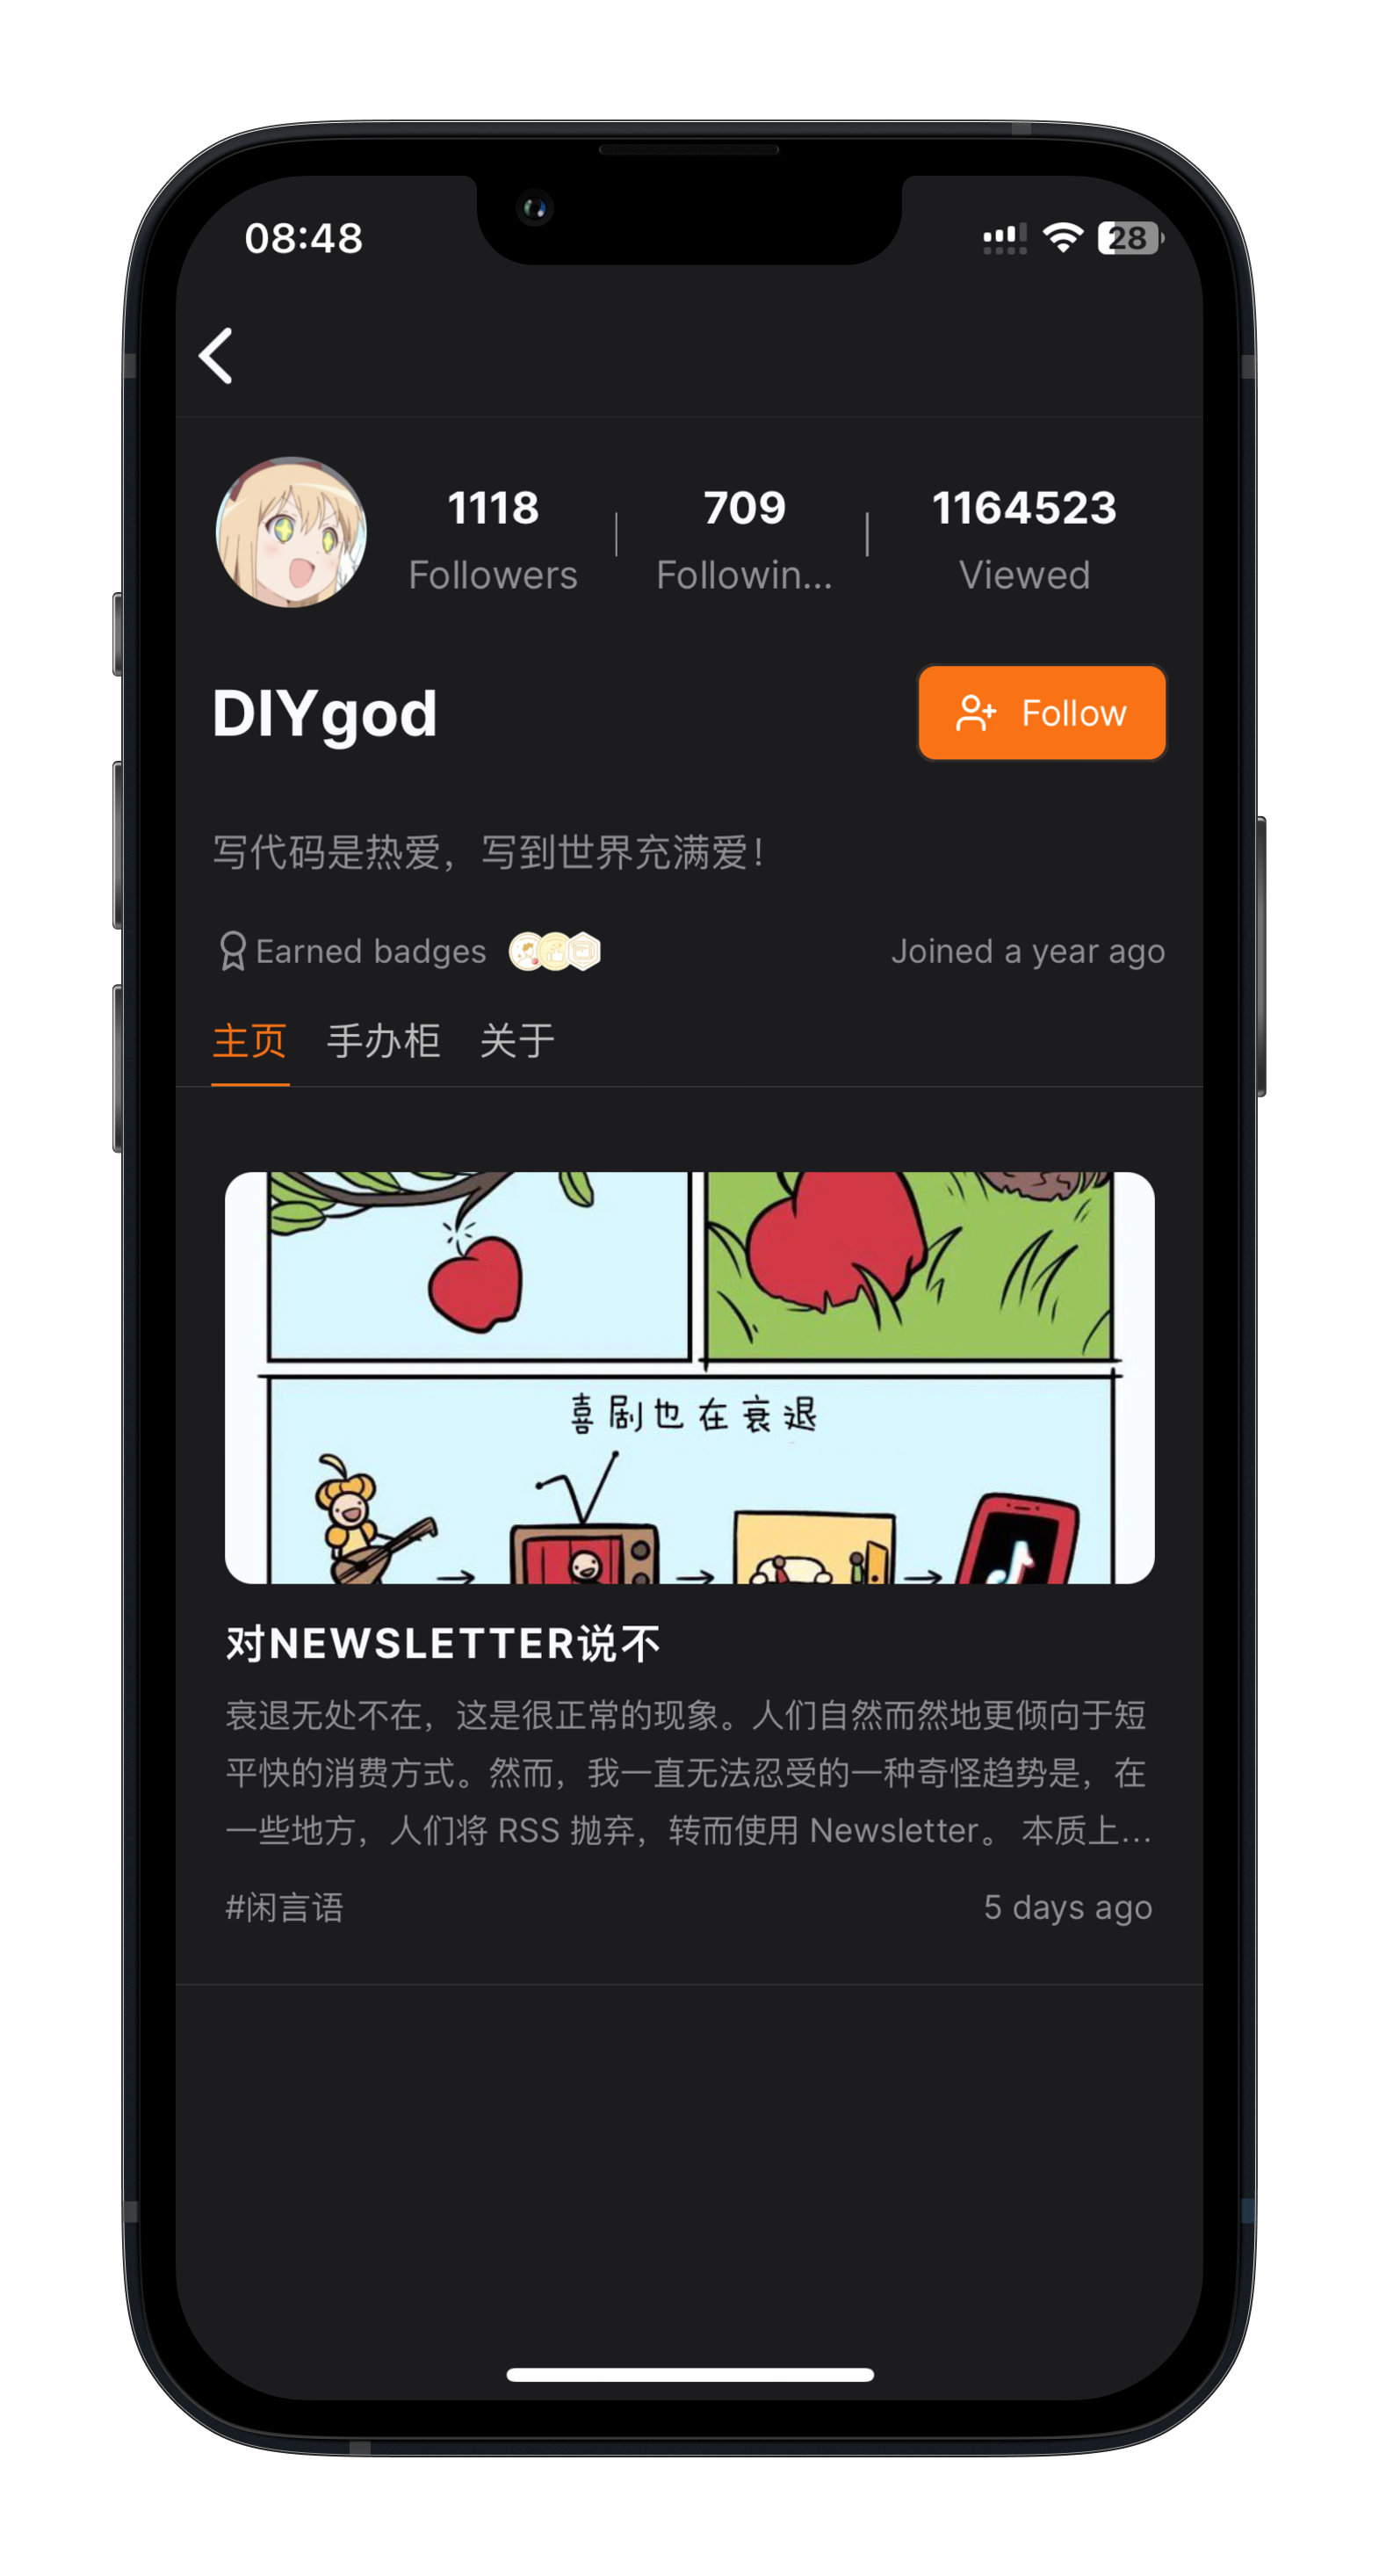 08:48
28
1118
709
1164523
Followers
Followin...
Viewed
DIYgod
Follow
写代码是热爱，写到世界充满爱！
Earned badges
Joined a year ago
主页 手办柜 关于
喜剧也在衰退
对NEWSLETTER说不
衰退无处不在，这是很正常的现象。人们自然而然地更倾向于短
平快的消费方式。然而，我一直无法忍受的一种奇怪趋势是，在
一些地方，人们将 RSS 抛弃，转而使用 Newsletter。 本质上...
#闲言语
5 days ago